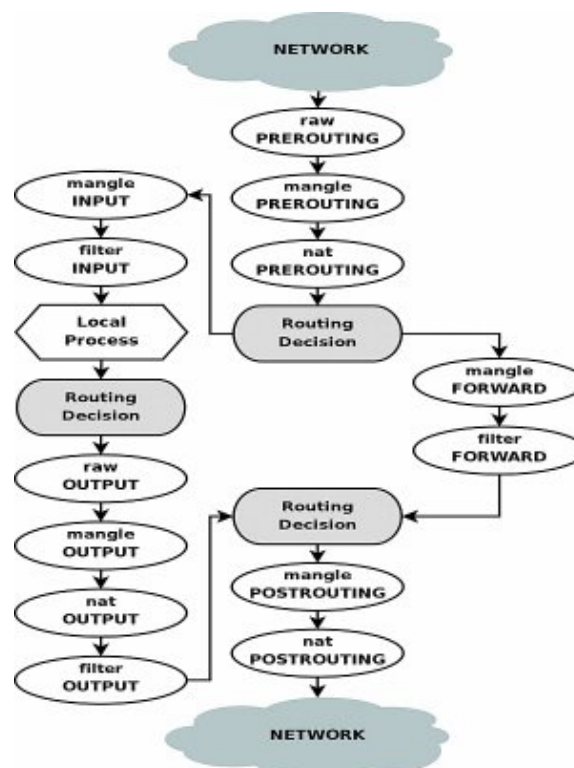 NETWORK
raw
PREROUTING
mangle
PREROUTING
nat
PREROUTING
Routing
Decision
mangle
INPUT
filter
INPUT
Local
Process
Routing
Decision
raw
OUTPUT
mangle
OUTPUT
nat
OUTPUT
filter
OUTPUT
mangle
FORWARD
filter
FORWARD
Routing
Decision
mangle
POSTROUTING
nat
POSTROUTING
NETWORK